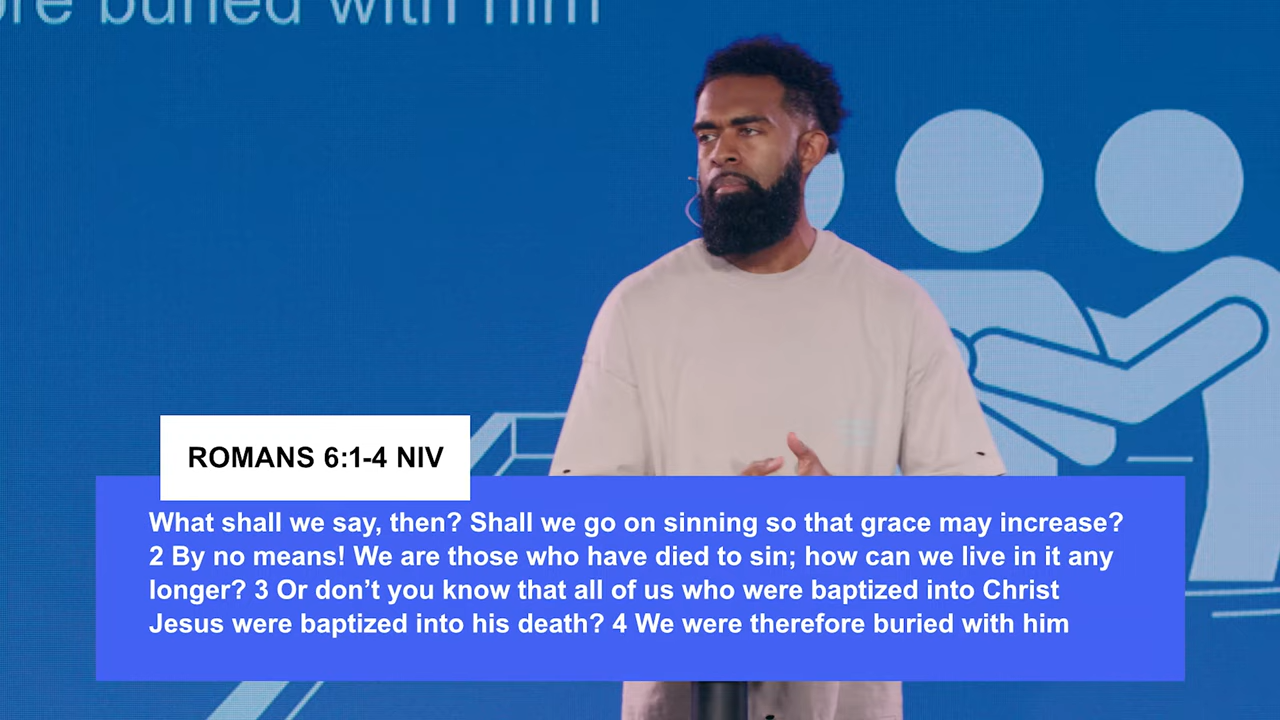 buried with him
ROMANS 6:1-4 NIV
What shall we say, then? Shall we go on sinning so that grace may increase?
2 By no means! We are those who have died to sin; how can we live in it any
longer? 3 Or don’t you know that all of us who were baptized into Christ
Jesus were baptized into his death? 4 We were therefore buried with him